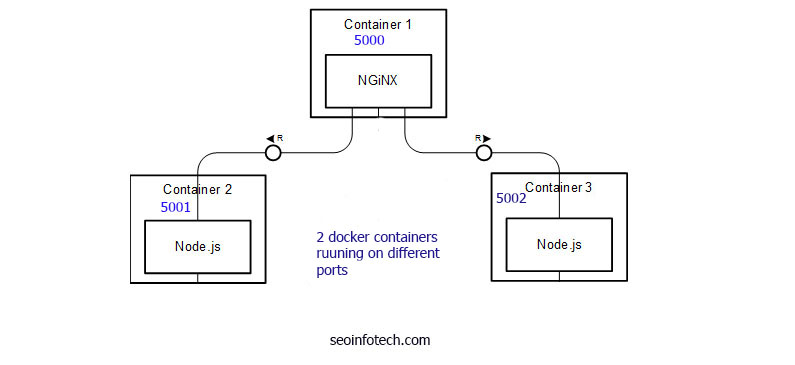 Container 1
5000
NGiNX
R
R
Container 2
5001
Node.js
Container 3
5002
Node.js
2 docker containers
ruuning on different
ports
seoinfotech.com